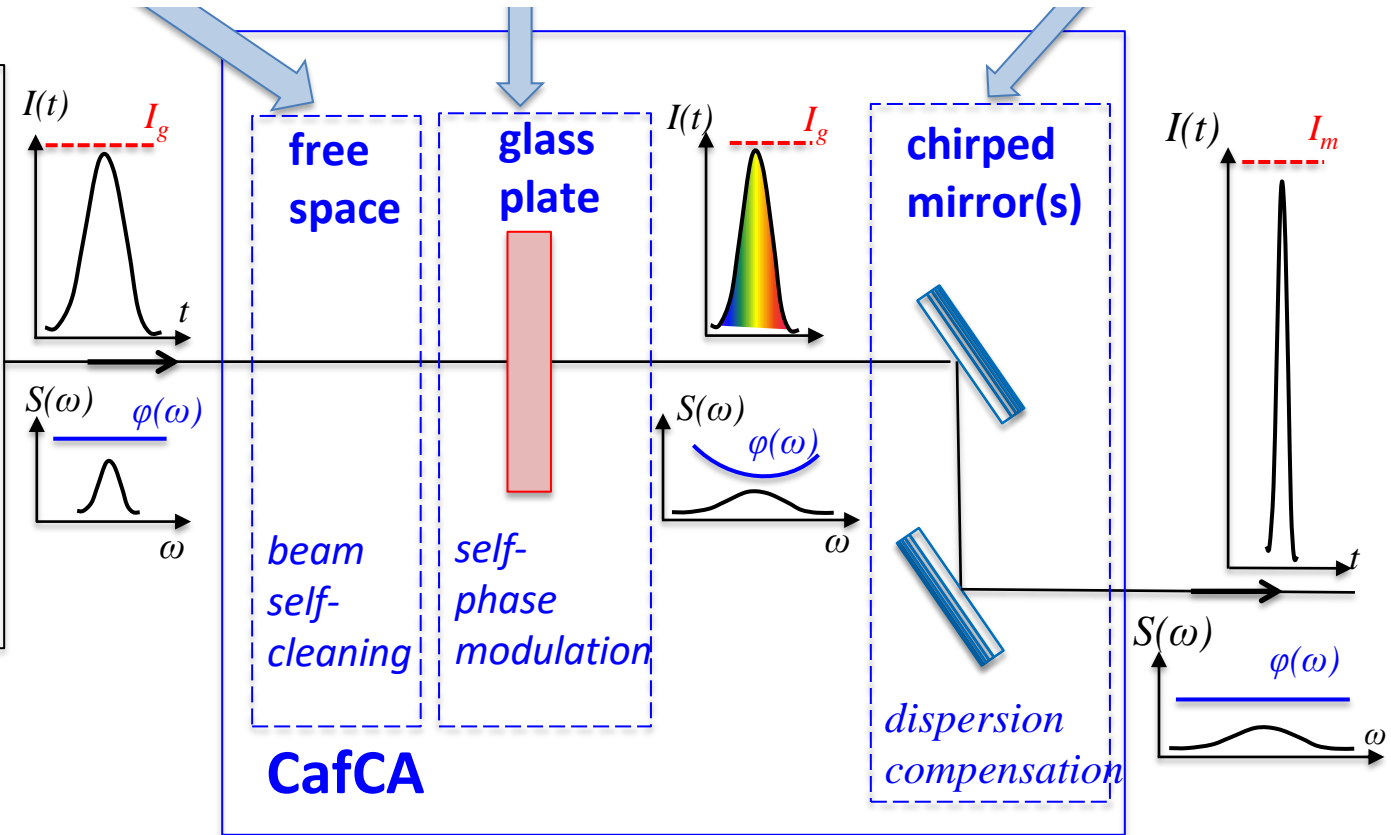 I(t)
I_g
t
S(ω)
φ(ω)
ω
free
space
beam
self-
cleaning
glass
plate
self-
phase
modulation
I(t)
I_g
S(ω)
φ(ω)
ω
chirped
mirror(s)
dispersion
compensation
CafCA
I(t)
I_m
t
S(ω)
φ(ω)
ω